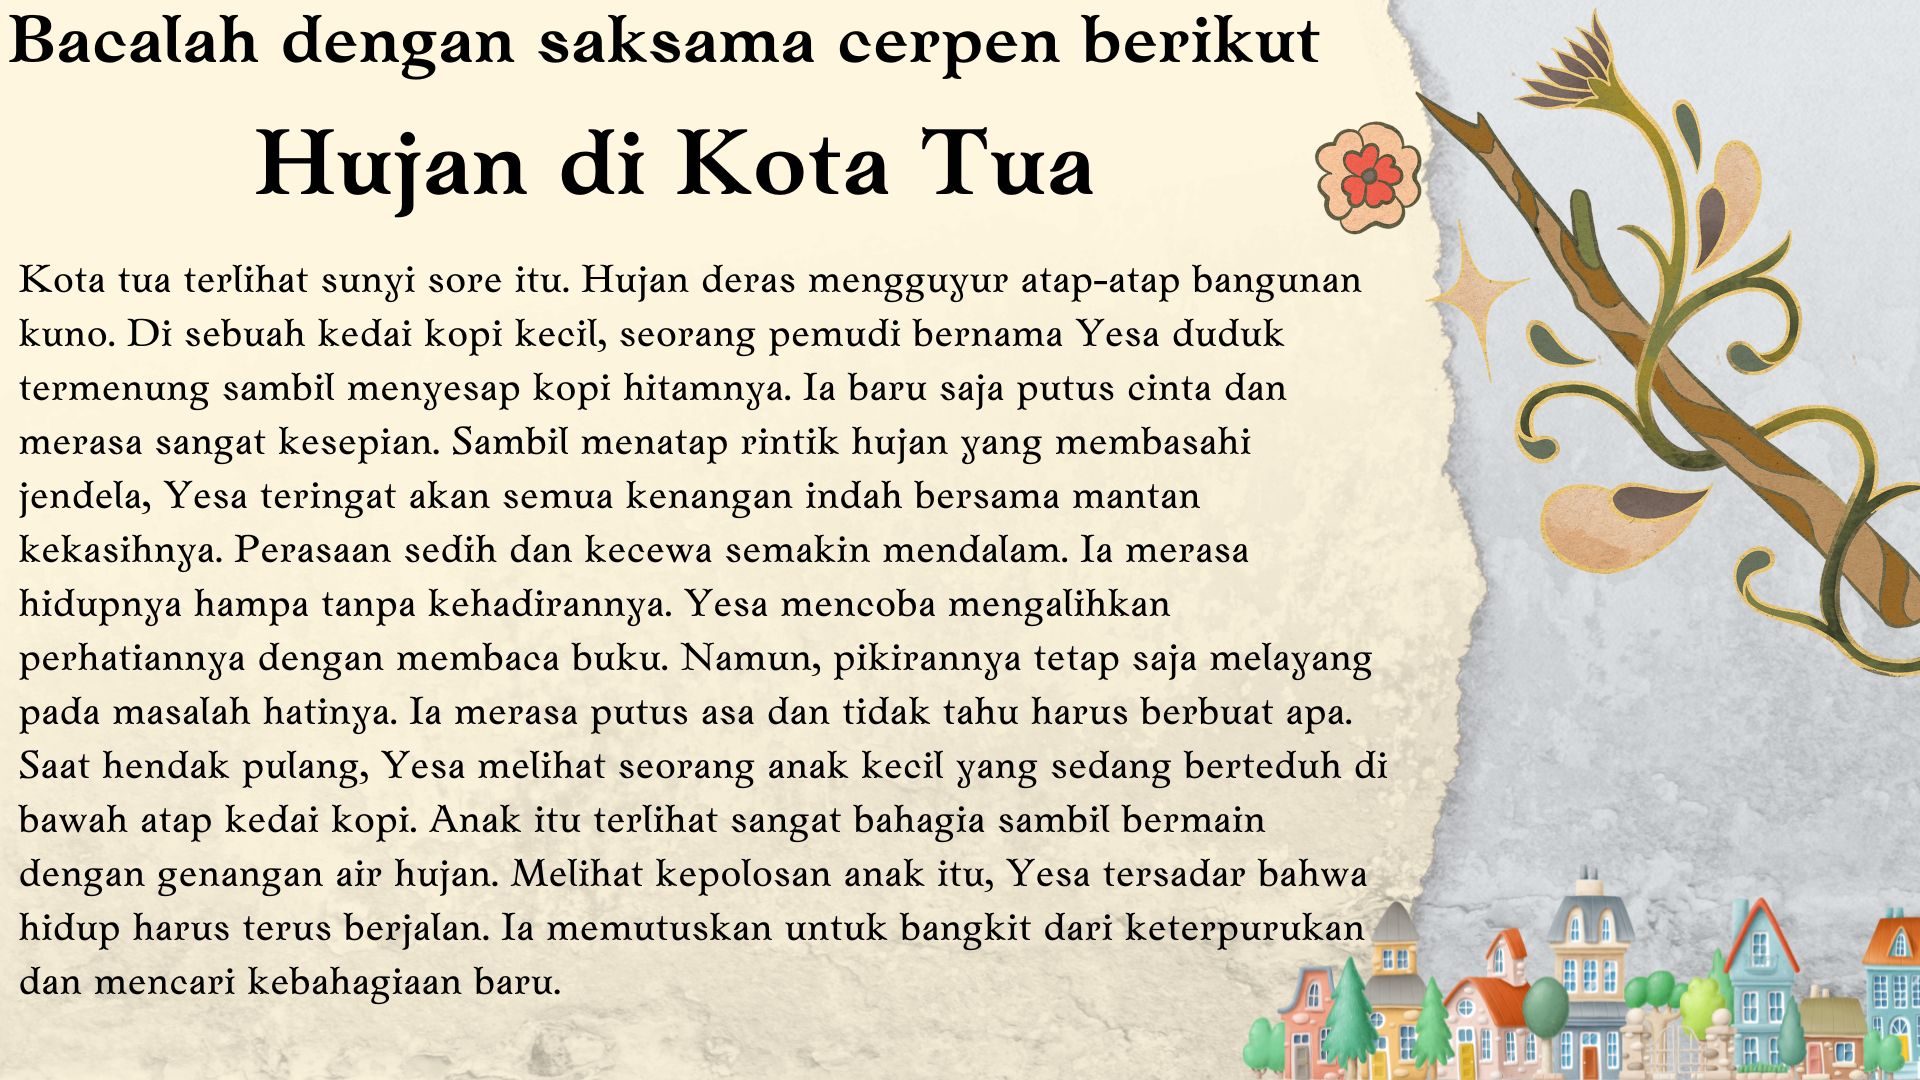 Bacalah dengan saksama cerpen berikut
Hujan di Kota Tua
Kota tua terlihat sunyi sore itu. Hujan deras mengguyur atap-atap bangunan
kuno. Di sebuah kedai kopi kecil, seorang pemudi bernama Yesa duduk
termenung sambil menyesap kopi hitamnya. Ia baru saja putus cinta dan
merasa sangat kesepian. Sambil menatap rintik hujan yang membasahi
jendela, Yesa teringat akan semua kenangan indah bersama mantan
kekasihnya. Perasaan sedih dan kecewa semakin mendalam. Ia merasa
hidupnya hampa tanpa kehadirannya. Yesa mencoba mengalihkan
perhatiannya dengan membaca buku. Namun, pikirannya tetap saja melayang
pada masalah hatinya. Ia merasa putus asa dan tidak tahu harus berbuat apa.
Saat hendak pulang, Yesa melihat seorang anak kecil yang sedang berteduh di
bawah atap kedai kopi. Anak itu terlihat sangat bahagia sambil bermain
dengan genangan air hujan. Melihat kepolosan anak itu, Yesa tersadar bahwa
hidup harus terus berjalan. Ia memutuskan untuk bangkit dari keterpurukan
dan mencari kebahagiaan baru.